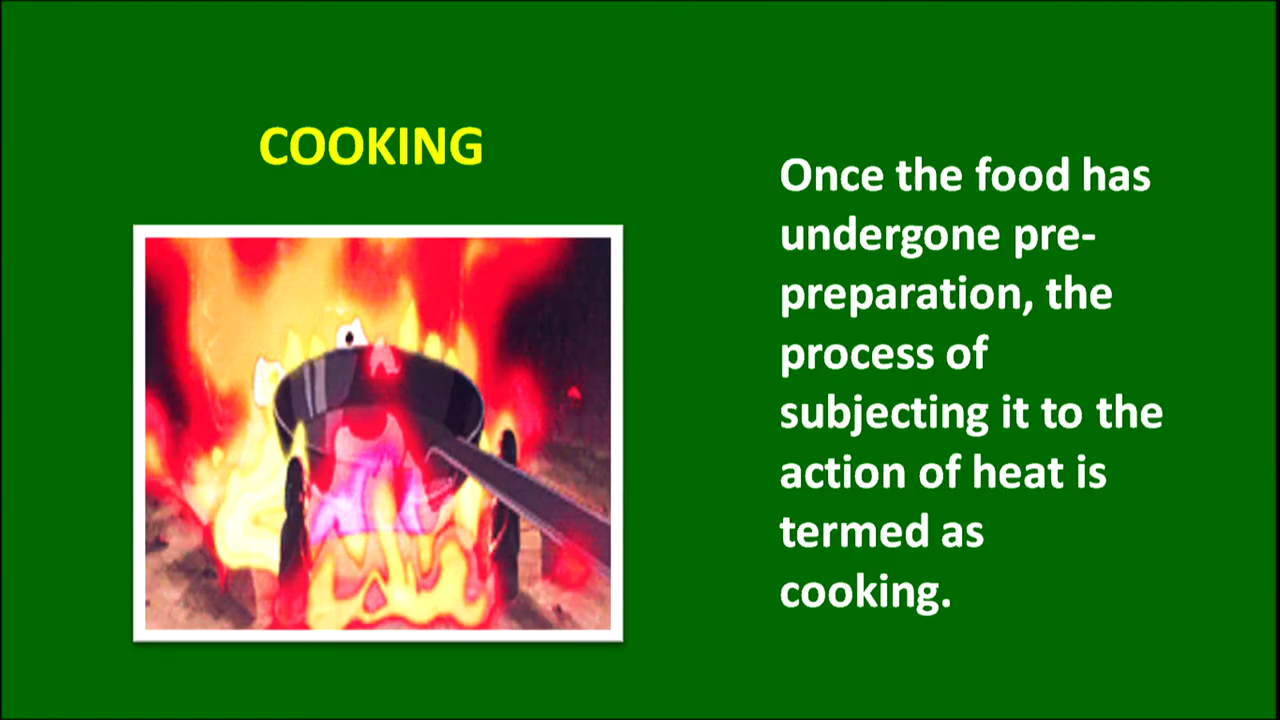 COOKING
Once the food has
undergone pre-
preparation, the
process of
subjecting it to the
action of heat is
termed as
cooking.